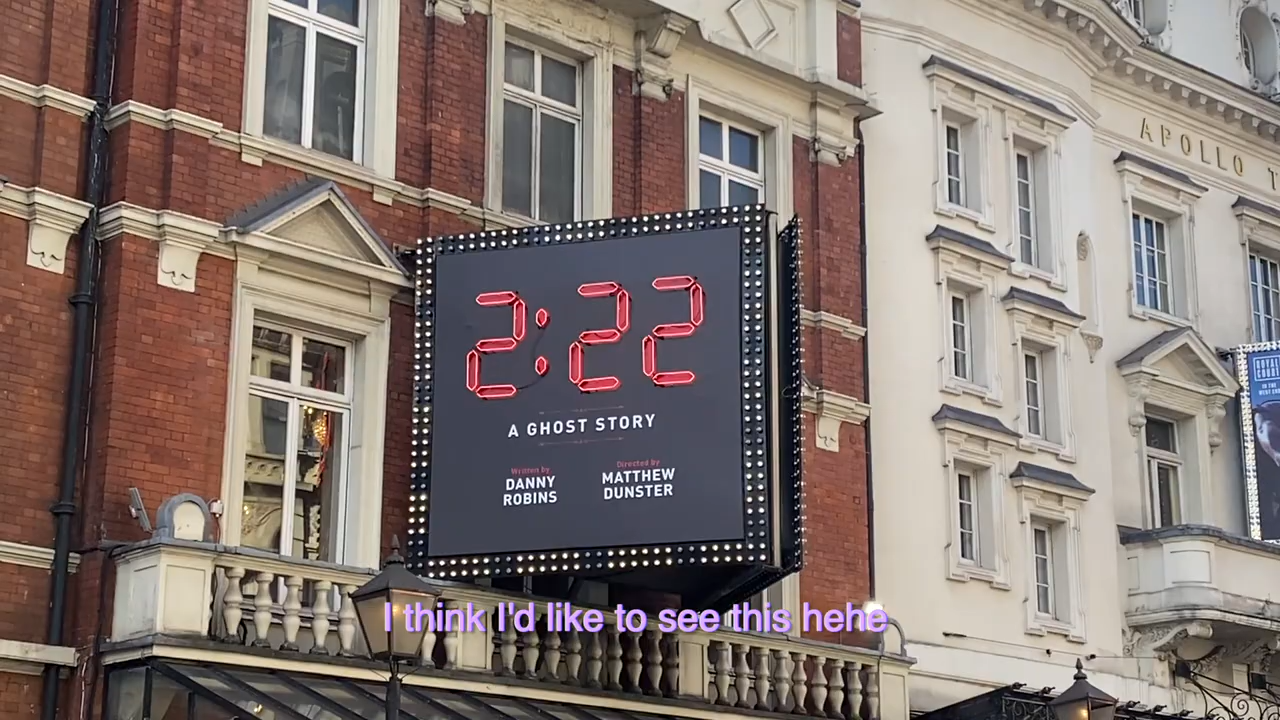 APOLLO T
2:22
A GHOST STORY
Written by
DANNY
ROBINS
Directed by
MATTHEW
DUNSTER
ROYAL
I think I'd like to see this hehe